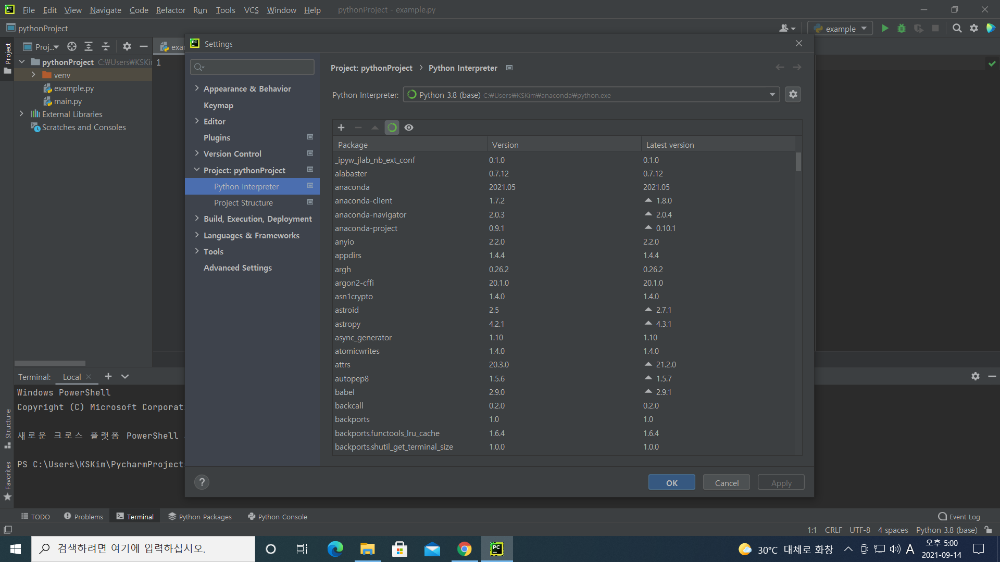 File Edit View Navigate Code Refactor Run Tools VCS Window Help pythonProject - example.py
pythonProject
example
Project
Proj...
pythonProject C:₩Users₩KSKi
venv
example.py
main.py
External Libraries
Scratches and Consoles
exa
1
Settings
Appearance & Behavior
Keymap
Editor
Plugins
Version Control
Project: pythonProject
Python Interpreter
Project Structure
Build, Execution, Deployment
Languages & Frameworks
Tools
Advanced Settings
Project: pythonProject › Python Interpreter
Python Interpreter: Python 3.8 (base) C:₩Users₩KSKim₩anaconda₩python.exe
Package Version Latest version
_ipyw_jlab_nb_ext_conf 0.1.0 0.1.0
alabaster 0.7.12 0.7.12
anaconda 2021.05 2021.05
anaconda-client 1.7.2 1.8.0
anaconda-navigator 2.0.3 2.0.4
anaconda-project 0.9.1 0.10.1
anyio 2.2.0 2.2.0
appdirs 1.4.4 1.4.4
argh 0.26.2 0.26.2
argon2-cffi 20.1.0 20.1.0
asn1crypto 1.4.0 1.4.0
astroid 2.5 2.7.1
astropy 4.2.1 4.3.1
async_generator 1.10 1.10
atomicwrites 1.4.0 1.4.0
attrs 20.3.0 21.2.0
autopep8 1.5.6 1.5.7
babel 2.9.0 2.9.1
backcall 0.2.0 0.2.0
backports 1.0 1.0
backports.functools_lru_cache 1.6.4 1.6.4
backports.shutil_get_terminal_size 1.0.0 1.0.0
? OK Cancel Apply
Terminal: Local
Windows PowerShell
Copyright (C) Microsoft Corporat
새로운 크로스 플랫폼 PowerShell
PS C:\Users\KSKim\PycharmProject
Structure
Favorites
TODO Problems Terminal Python Packages Python Console Event Log
1:1 CRLF UTF-8 4 spaces Python 3.8 (base)
검색하려면 여기에 입력하십시오.
30°C 대체로 화창 A
오후 5:00
2021-09-14